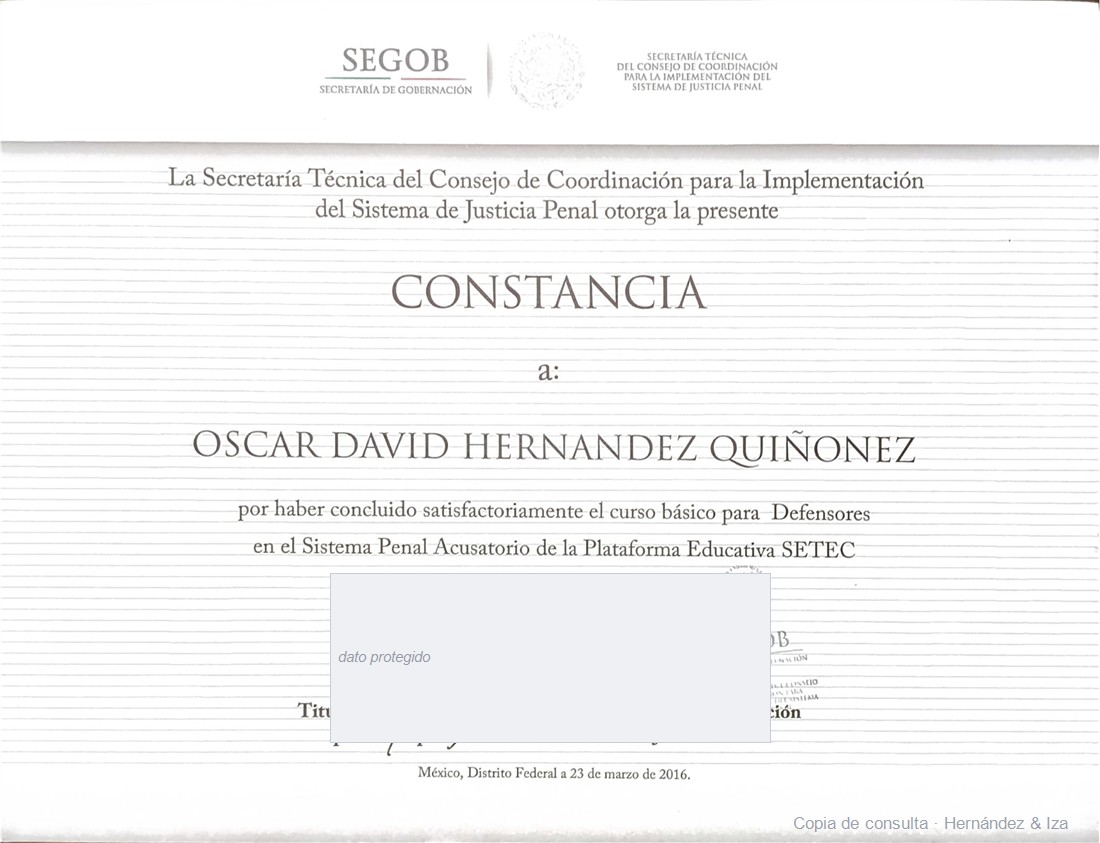 SEGOB
SECRETARÍA DE GOBERNACIÓN
SECRETARÍA TÉCNICA
DEL CONSEJO DE COORDINACIÓN
PARA LA IMPLEMENTACIÓN DEL
SISTEMA DE JUSTICIA PENAL
La Secretaría Técnica del Consejo de Coordinación para la Implementación
del Sistema de Justicia Penal otorga la presente
CONSTANCIA
a:
OSCAR DAVID HERNANDEZ QUIÑONEZ
por haber concluido satisfactoriamente el curso básico para Defensores
en el Sistema Penal Acusatorio de la Plataforma Educativa SETEC
dato protegido
México, Distrito Federal a 23 de marzo de 2016.
Copia de consulta · Hernández & Iza